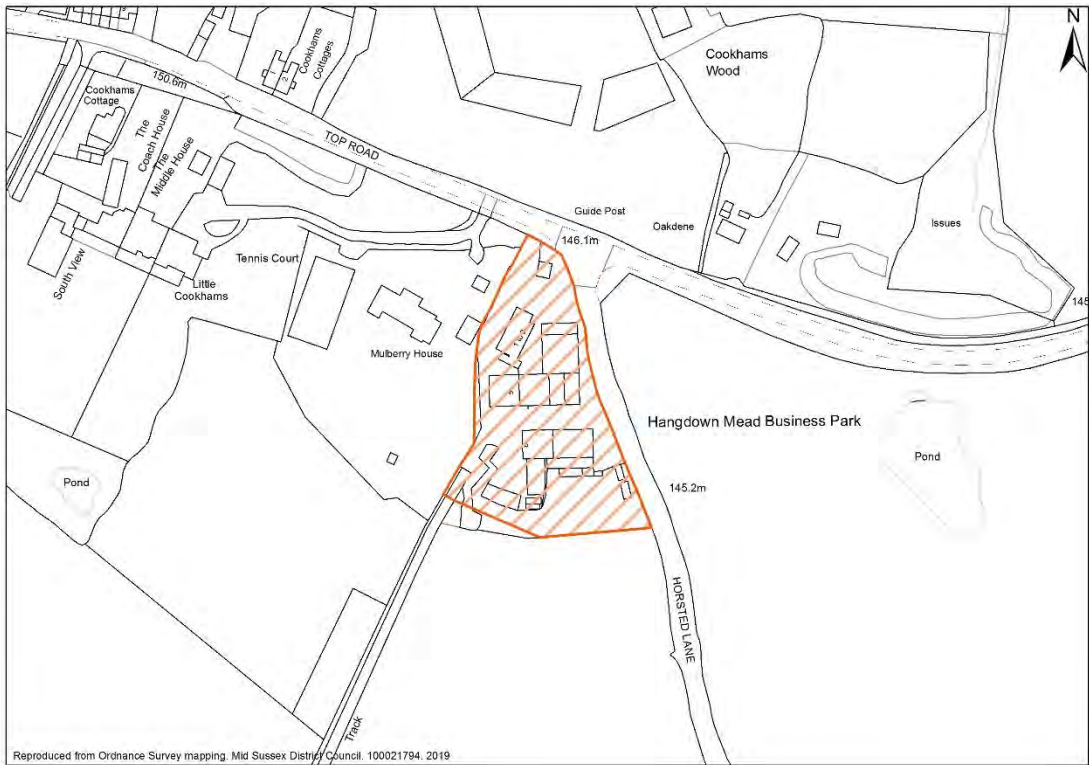 N
Cookhams
Wood
1
2
Cookhams
Cottages
150.6m
Cookhams
Cottage
The
Coach House
The
Middle House
TOP ROAD
Guide Post
Oakdene
Issues
146.1m
145
South View
Little
Cookhams
Tennis Court
Mulberry House
Hangdown Mead Business Park
Pond
Pond
145.2m
HORSTED LANE
Track
Reproduced from Ordnance Survey mapping. Mid Sussex District Council. 100021794. 2019